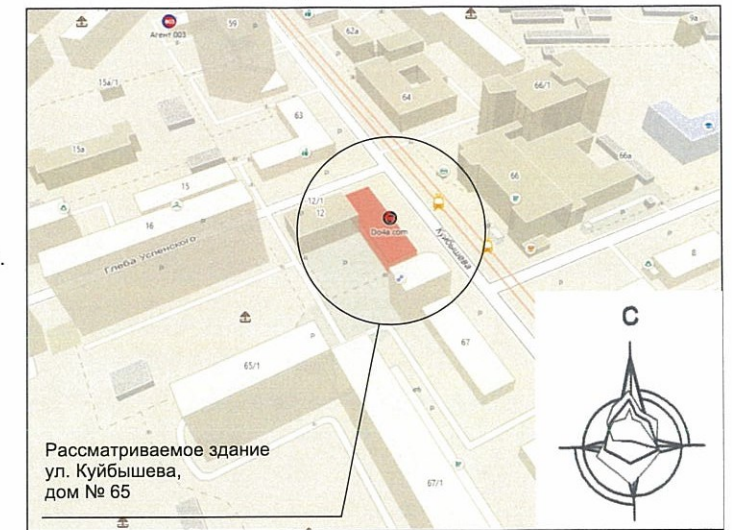 59
Агент 003
62а
9а
15а/1
66/1
64
63
15а
66
66а
15
12/1
12
16
Do4a.com
Глеба Успенского
Куйбышева
8
С
67
65/1
Рассматриваемое здание
ул. Куйбышева,
дом № 65
67/1